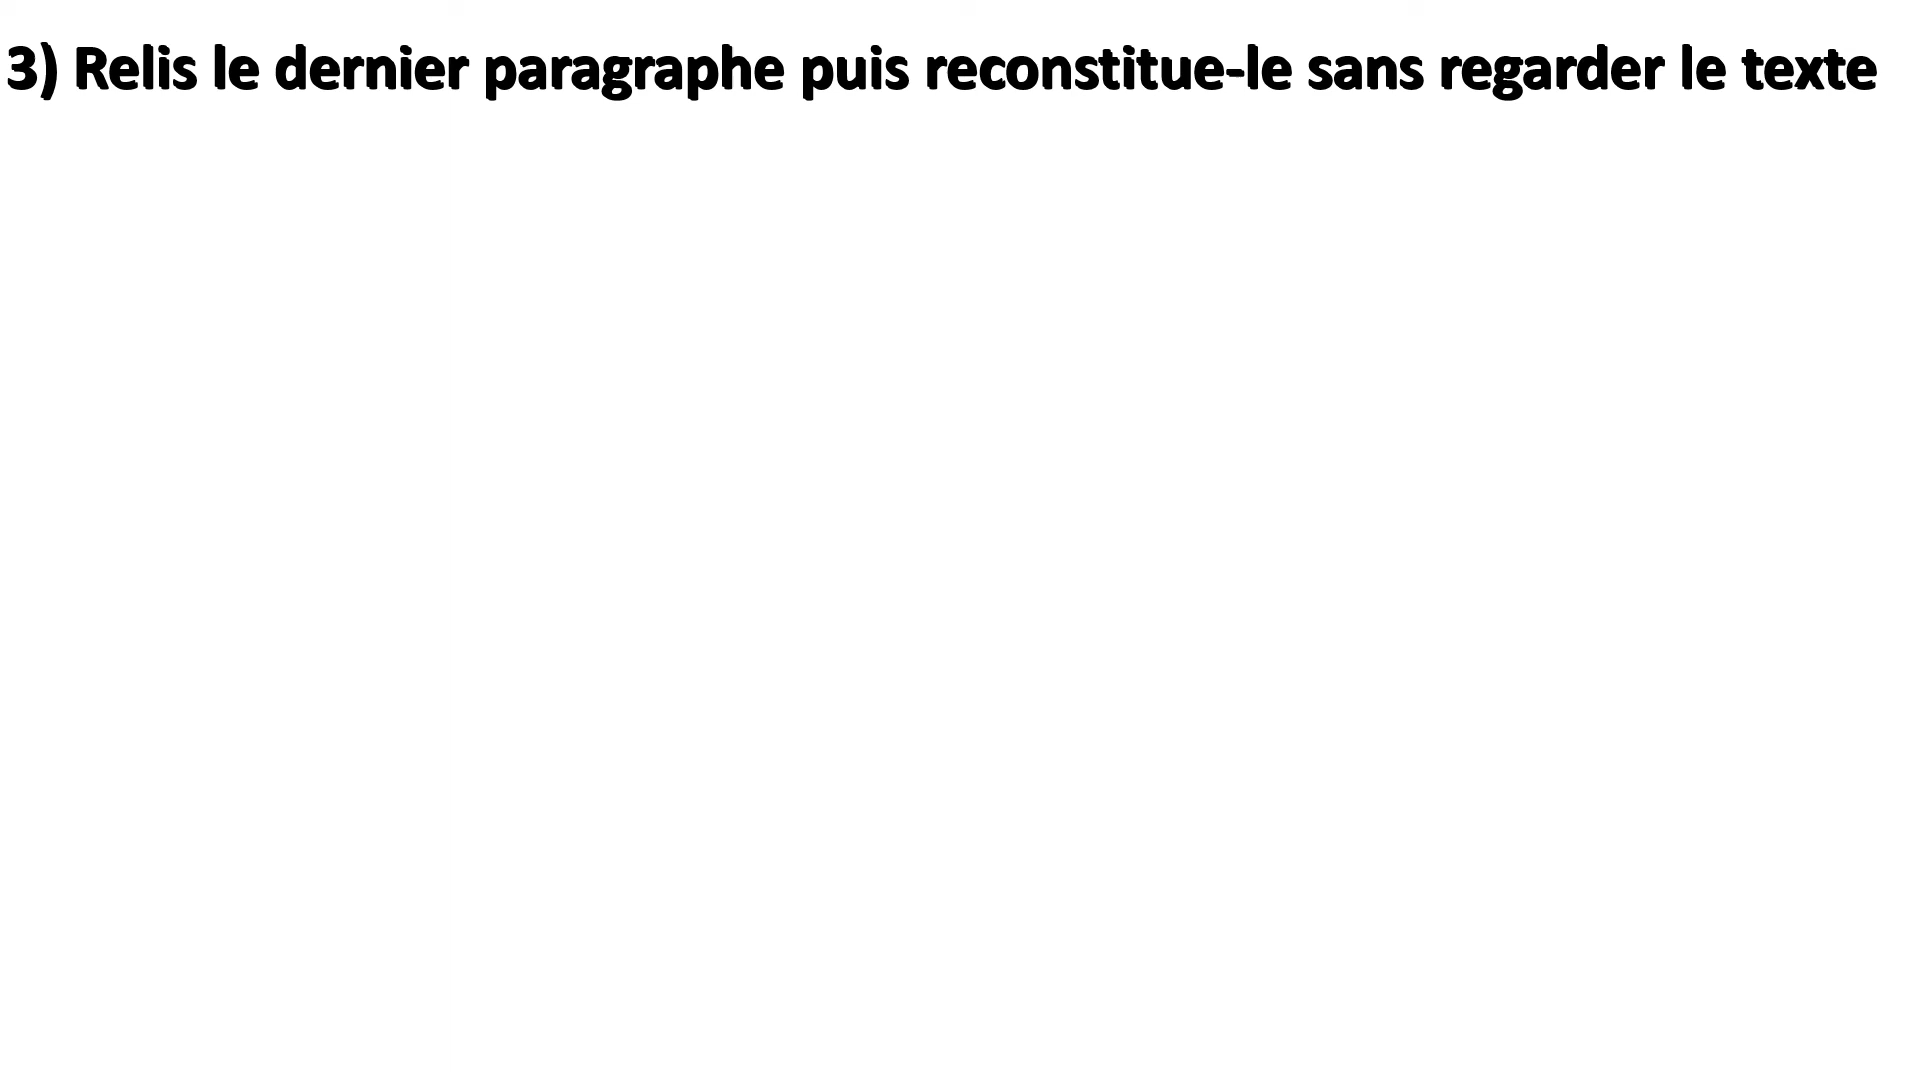 3) Relis le dernier paragraphe puis reconstitue-le sans regarder le texte